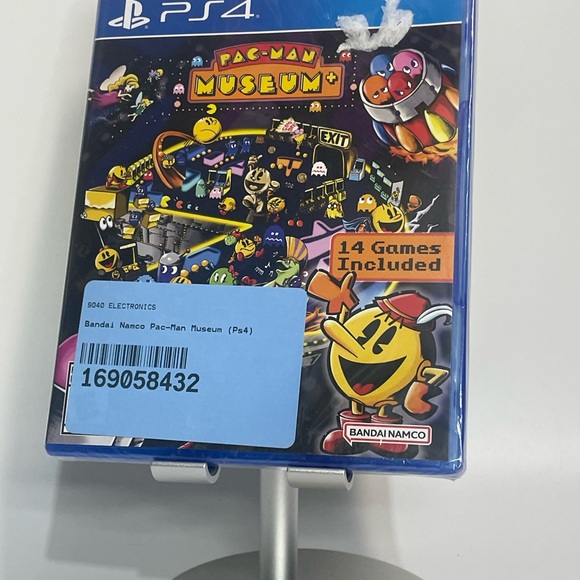 PS4
PAC-MAN
MUSEUM+
EXIT
14 Games
Included
9040 ELECTRONICS
Bandai Namco Pac-Man Museum (Ps4)
169058432
BANDAI NAMCO